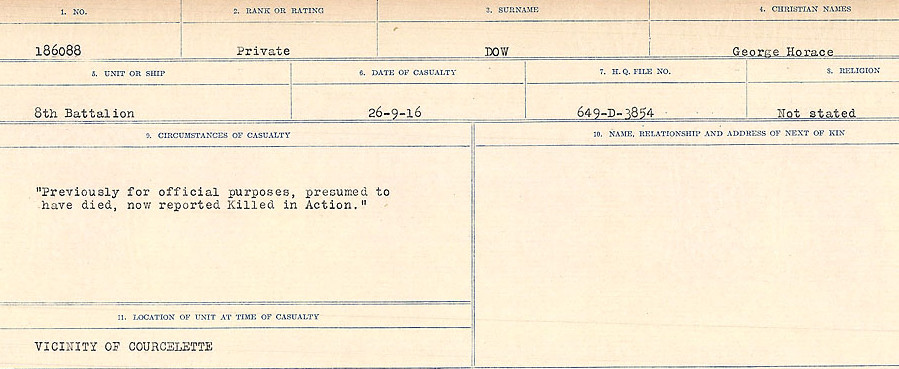 1. NO. 2. RANK OR RATING 3. SURNAME 4. CHRISTIAN NAMES
186088 Private DOW George Horace
5. UNIT OR SHIP 6. DATE OF CASUALTY 7. H. Q. FILE NO. 8. RELIGION
8th Battalion 26-9-16 649-D-3854 Not stated
9. CIRCUMSTANCES OF CASUALTY 10. NAME, RELATIONSHIP AND ADDRESS OF NEXT OF KIN
"Previously for official purposes, presumed to
have died, now reported Killed in Action."
11. LOCATION OF UNIT AT TIME OF CASUALTY
VICINITY OF COURCELETTE